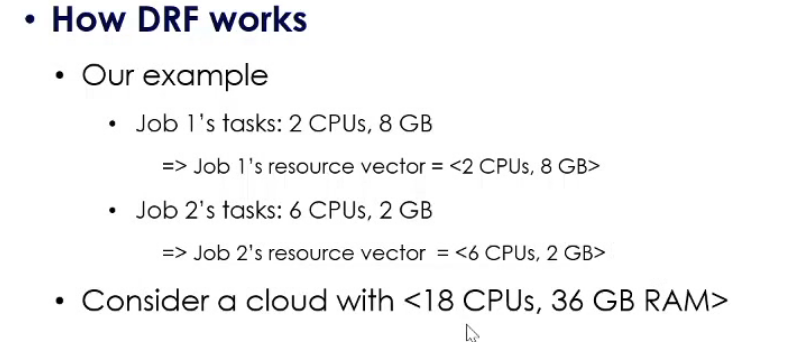 • How DRF works
• Our example
• Job 1's tasks: 2 CPUs, 8 GB
=> Job 1's resource vector = <2 CPUs, 8 GB>
• Job 2's tasks: 6 CPUs, 2 GB
=> Job 2's resource vector = <6 CPUs, 2 GB>
• Consider a cloud with <18 CPUs, 36 GB RAM>